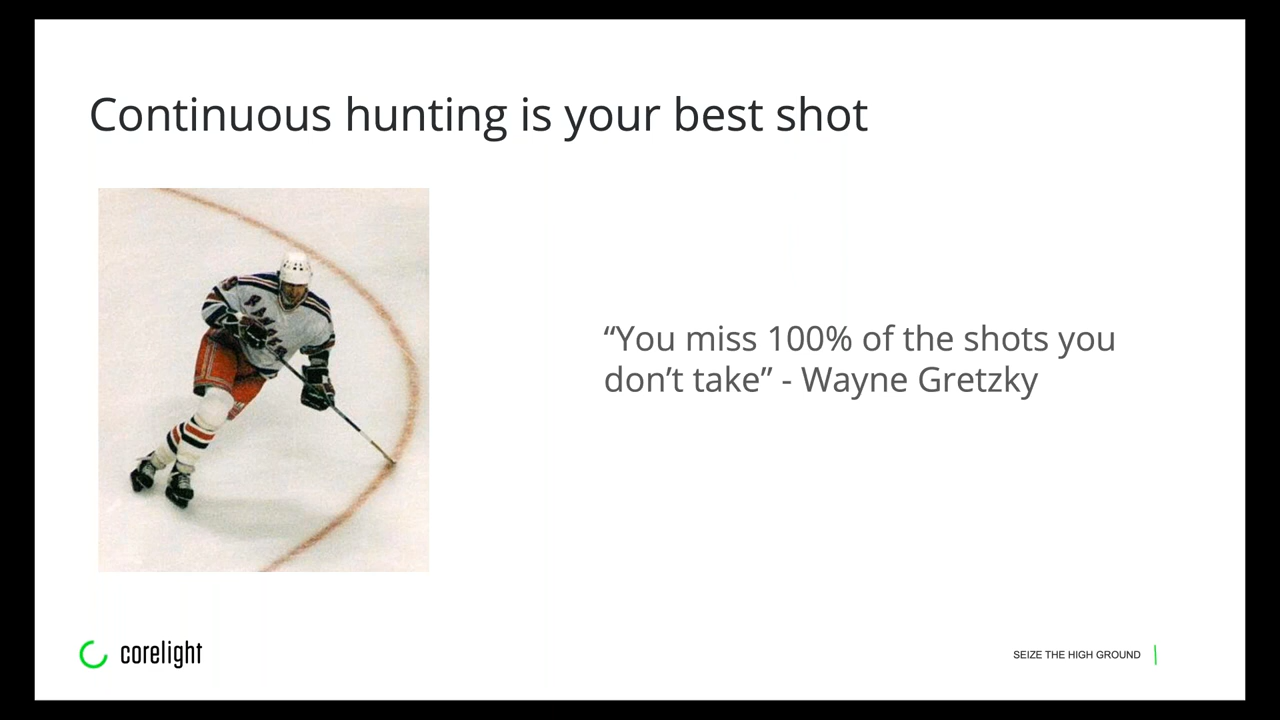 Continuous hunting is your best shot
RANGERS
“You miss 100% of the shots you
don’t take” - Wayne Gretzky
corelight
SEIZE THE HIGH GROUND